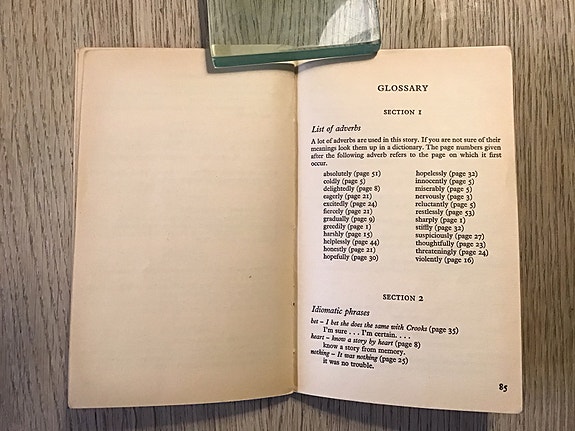 GLOSSARY
SECTION 1
List of adverbs
A lot of adverbs are used in this story. If you are not sure of their
meanings look them up in a dictionary. The page numbers given
after the following adverb refers to the page on which it first
occur.
absolutely (page 51)
coldly (page 5)
delightedly (page 8)
eagerly (page 21)
excitedly (page 24)
fiercely (page 21)
gradually (page 9)
greedily (page 1)
harshly (page 15)
helplessly (page 44)
honestly (page 21)
hopefully (page 30)
hopelessly (page 32)
innocently (page 5)
miserably (page 5)
nervously (page 3)
reluctantly (page 5)
restlessly (page 53)
sharply (page 1)
stiffly (page 32)
suspiciously (page 27)
thoughtfully (page 23)
threateningly (page 24)
violently (page 16)
SECTION 2
Idiomatic phrases
bet – I bet she does the same with Crooks (page 35)
I'm sure . . . I'm certain. . . .
heart – know a story by heart (page 8)
know a story from memory.
nothing – It was nothing (page 25)
it was no trouble.
85